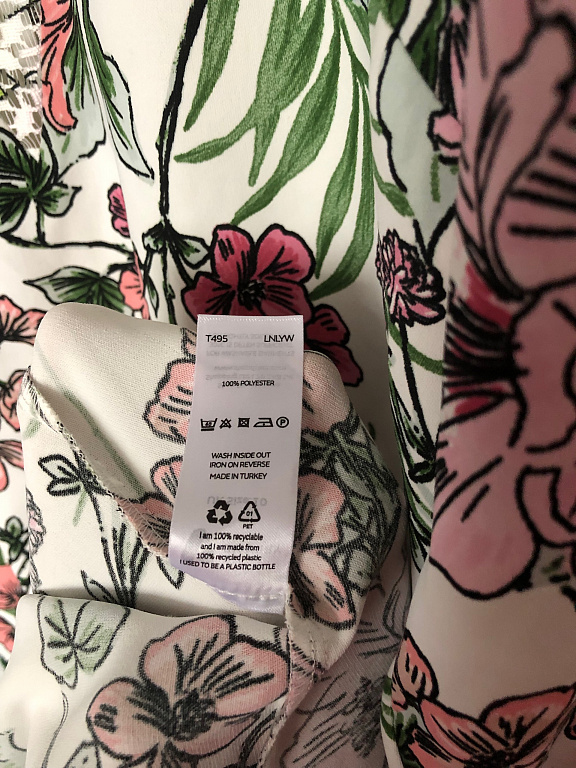 T495 LNLYW
100% POLYESTER
WASH INSIDE OUT
IRON ON REVERSE
MADE IN TURKEY
01
PET
I am 100% recyclable
and I am made from
100% recycled plastic
I USED TO BE A PLASTIC BOTTLE